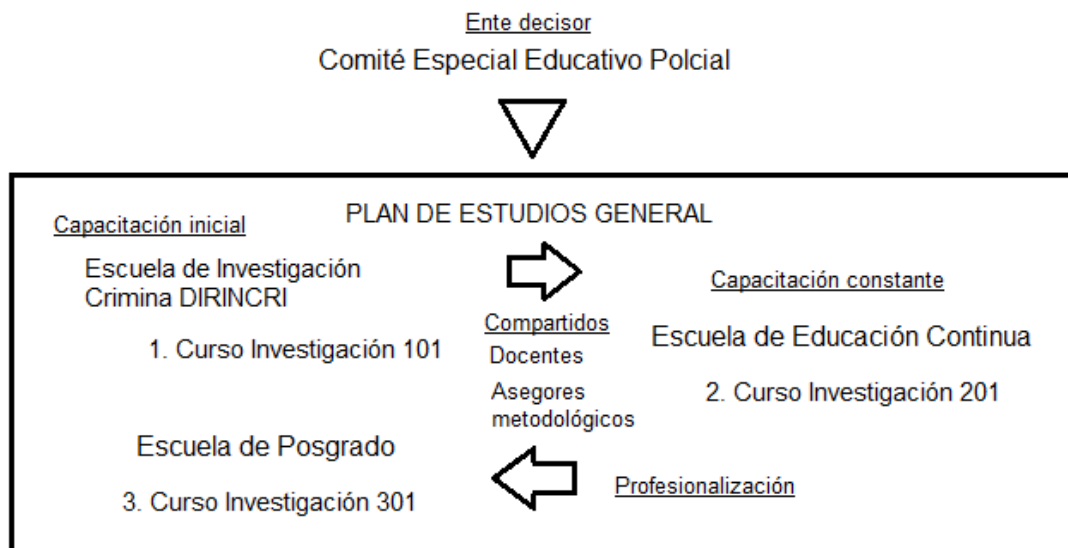 Ente decisor
Comité Especial Educativo Polcial
PLAN DE ESTUDIOS GENERAL
Capacitación inicial
Escuela de Investigación
Crimina DIRINCRI
1. Curso Investigación 101
Compartidos
Docentes
Asegores
metodológicos
Capacitación constante
Escuela de Educación Continua
2. Curso Investigación 201
Escuela de Posgrado
3. Curso Investigación 301
Profesionalización